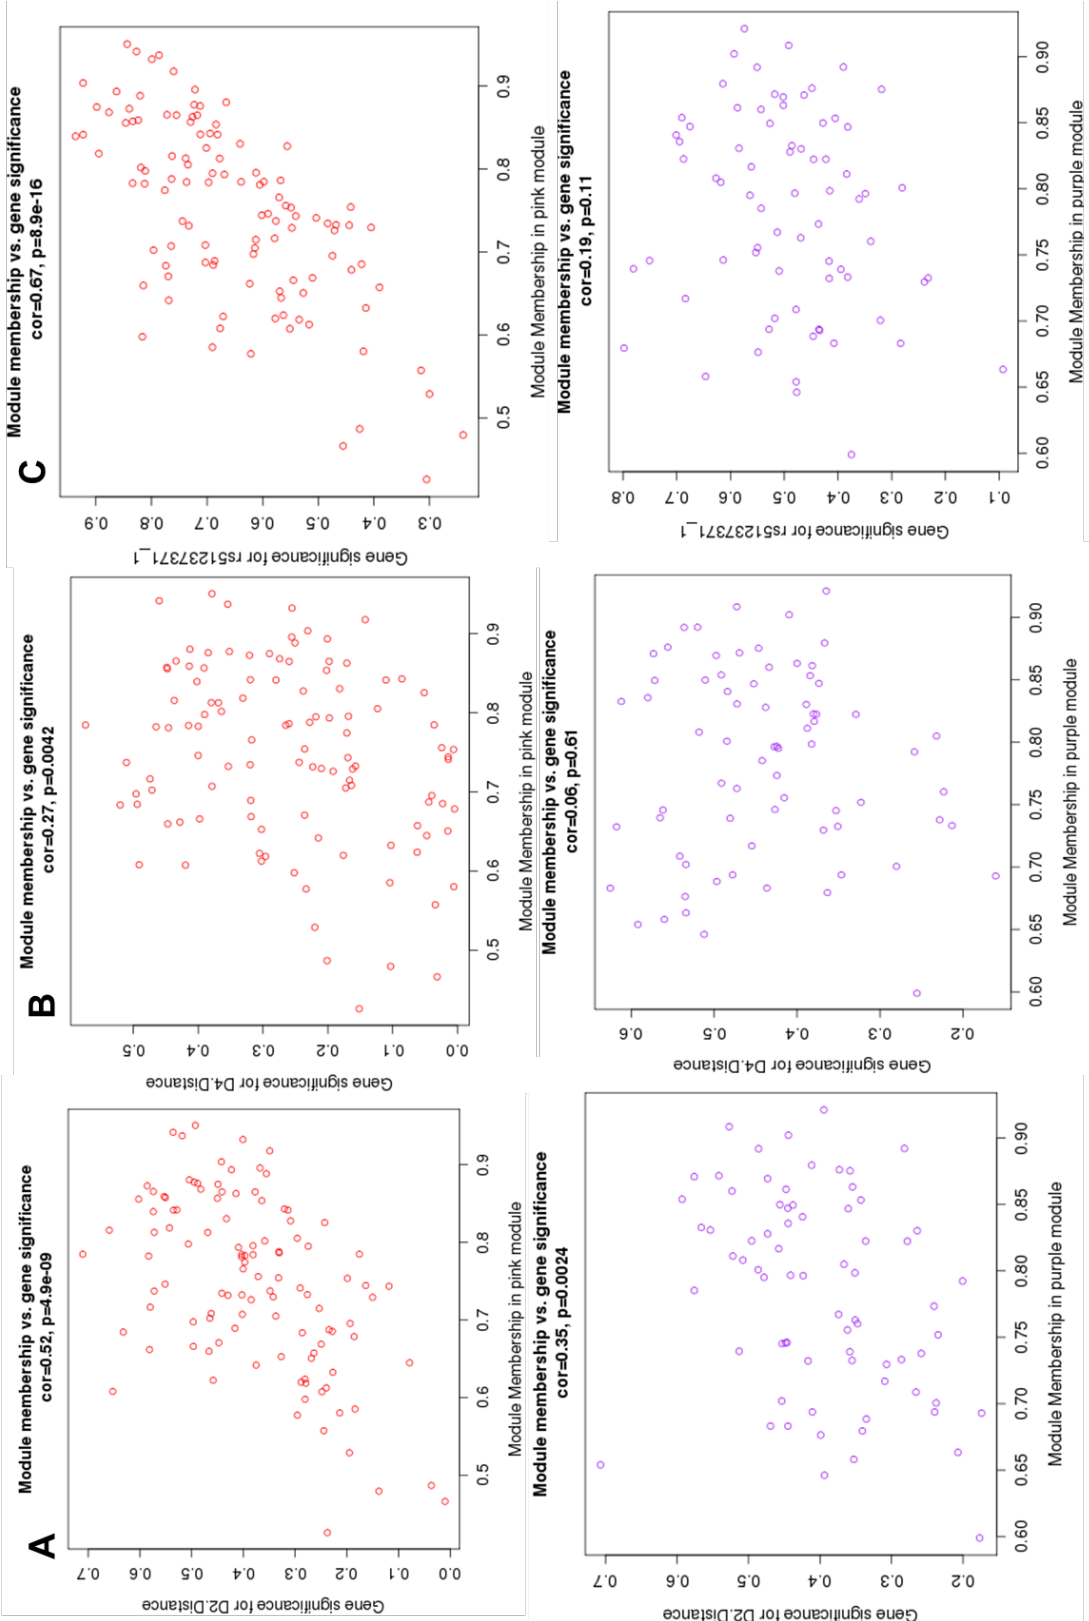 A
Module membership vs. gene significance
cor=0.52, p=4.9e-09
Gene significance for D2.Distance
0.0 0.1 0.2 0.3 0.4 0.5 0.6 0.7
0.5 0.6 0.7 0.8 0.9
Module Membership in pink module
Module membership vs. gene significance
cor=0.35, p=0.0024
Gene significance for D2.Distance
0.2 0.3 0.4 0.5 0.6 0.7
0.60 0.65 0.70 0.75 0.80 0.85 0.90
Module Membership in purple module
B
Module membership vs. gene significance
cor=0.27, p=0.0042
Gene significance for D4.Distance
0.0 0.1 0.2 0.3 0.4 0.5
0.5 0.6 0.7 0.8 0.9
Module Membership in pink module
Module membership vs. gene significance
cor=0.06, p=0.61
Gene significance for D4.Distance
0.2 0.3 0.4 0.5 0.6
0.60 0.65 0.70 0.75 0.80 0.85 0.90
Module Membership in purple module
C
Module membership vs. gene significance
cor=0.67, p=8.9e-16
Gene significance for rs51237371_1
0.3 0.4 0.5 0.6 0.7 0.8 0.9
0.5 0.6 0.7 0.8 0.9
Module Membership in pink module
Module membership vs. gene significance
cor=0.19, p=0.11
Gene significance for rs51237371_1
0.1 0.2 0.3 0.4 0.5 0.6 0.7 0.8
0.60 0.65 0.70 0.75 0.80 0.85 0.90
Module Membership in purple module